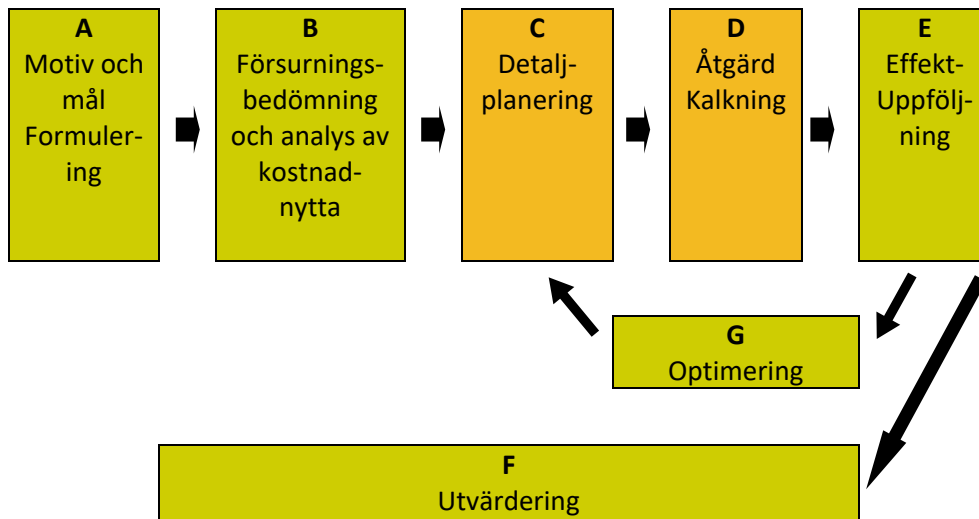 A
Motiv och
mål
Formuler-
ing
B
Försurnings-
bedömning
och analys av
kostnad-
nytta
C
Detalj-
planering
D
Åtgärd
Kalkning
E
Effekt-
Uppfölj-
ning
G
Optimering
F
Utvärdering